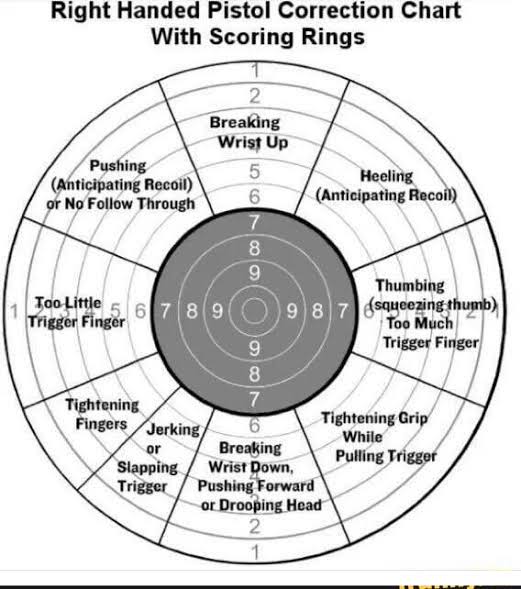 Right Handed Pistol Correction Chart
With Scoring Rings
1
2
Breaking
Wrist Up
5
6
Pushing
(Anticipating Recoil)
or No Follow Through
Heeling
(Anticipating Recoil)
7
8
9
Thumbing
(squeezing thumb)
Too Much
Trigger Finger
Too Little
Trigger Finger
1 2 3 4 5 6 7 8 9 9 8 7 6 5 4 3 2 1
9
8
7
6
Tightening
Fingers
Jerking
or
Slapping
Trigger
Breaking
Wrist Down,
Pushing Forward
or Drooping Head
Tightening Grip
While
Pulling Trigger
2
1